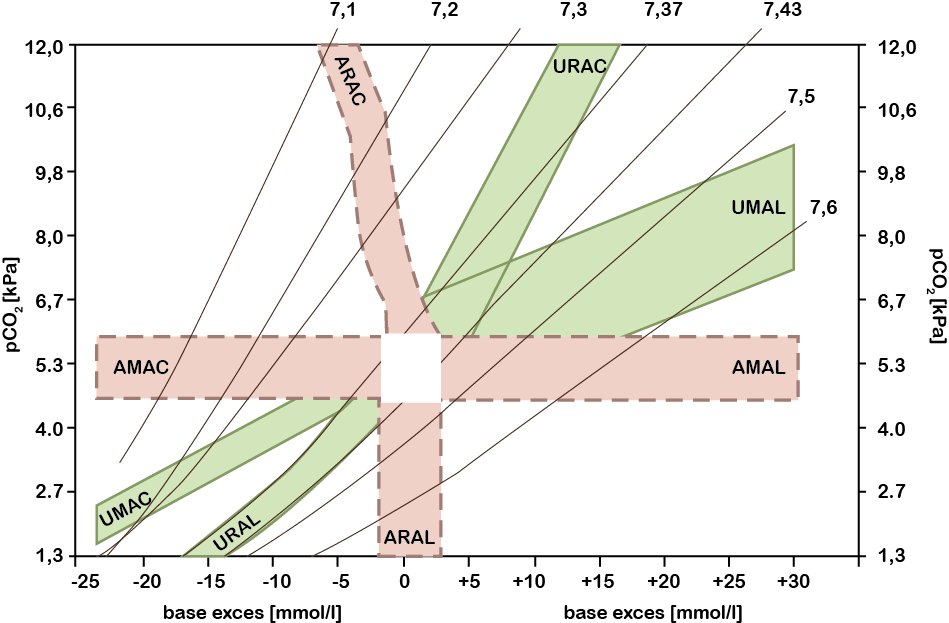 7,1 7,2 7,3 7,37 7,43
12,0 12,0
ARAC URAC
7,5
10,6 10,6
9,8 9,8
UMAL 7,6
8,0 8,0
pCO2 [kPa] pCO2 [kPa]
6,7 6,7
5.3 AMAC AMAL 5.3
4.0 4.0
2.7 2.7
UMAC URAL ARAL
1,3 1,3
-25 -20 -15 -10 -5 0 +5 +10 +15 +20 +25 +30
base exces [mmol/l] base exces [mmol/l]